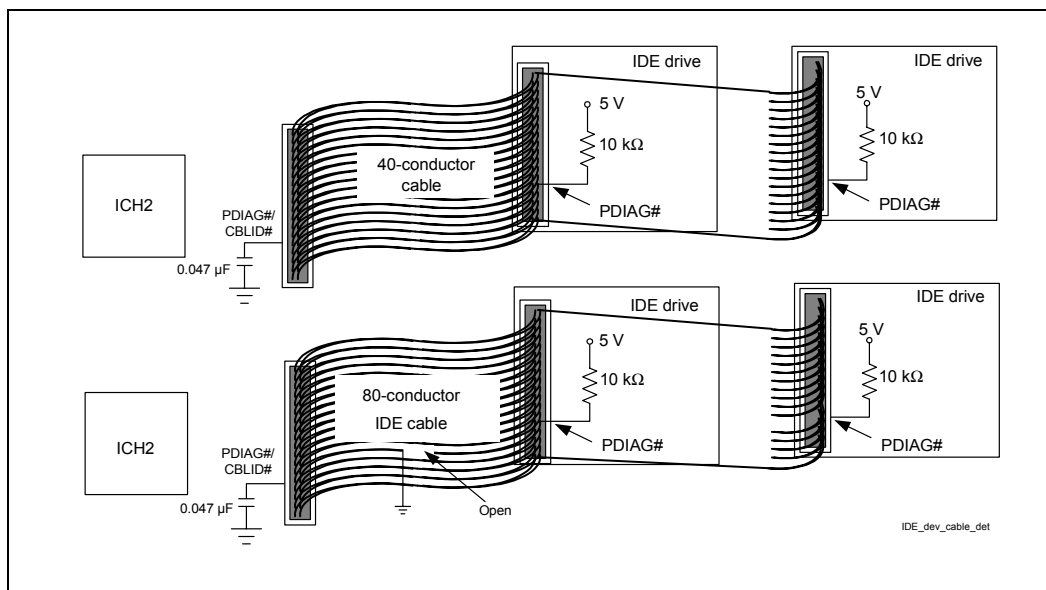 IDE drive
IDE drive
5 V
5 V
10 kΩ
10 kΩ
40-conductor
cable
ICH2
PDIAG#/
CBLID#
PDIAG#
PDIAG#
0.047 µF
IDE drive
IDE drive
5 V
5 V
10 kΩ
10 kΩ
80-conductor
IDE cable
ICH2
PDIAG#/
CBLID#
PDIAG#
PDIAG#
0.047 µF
Open
IDE_dev_cable_det